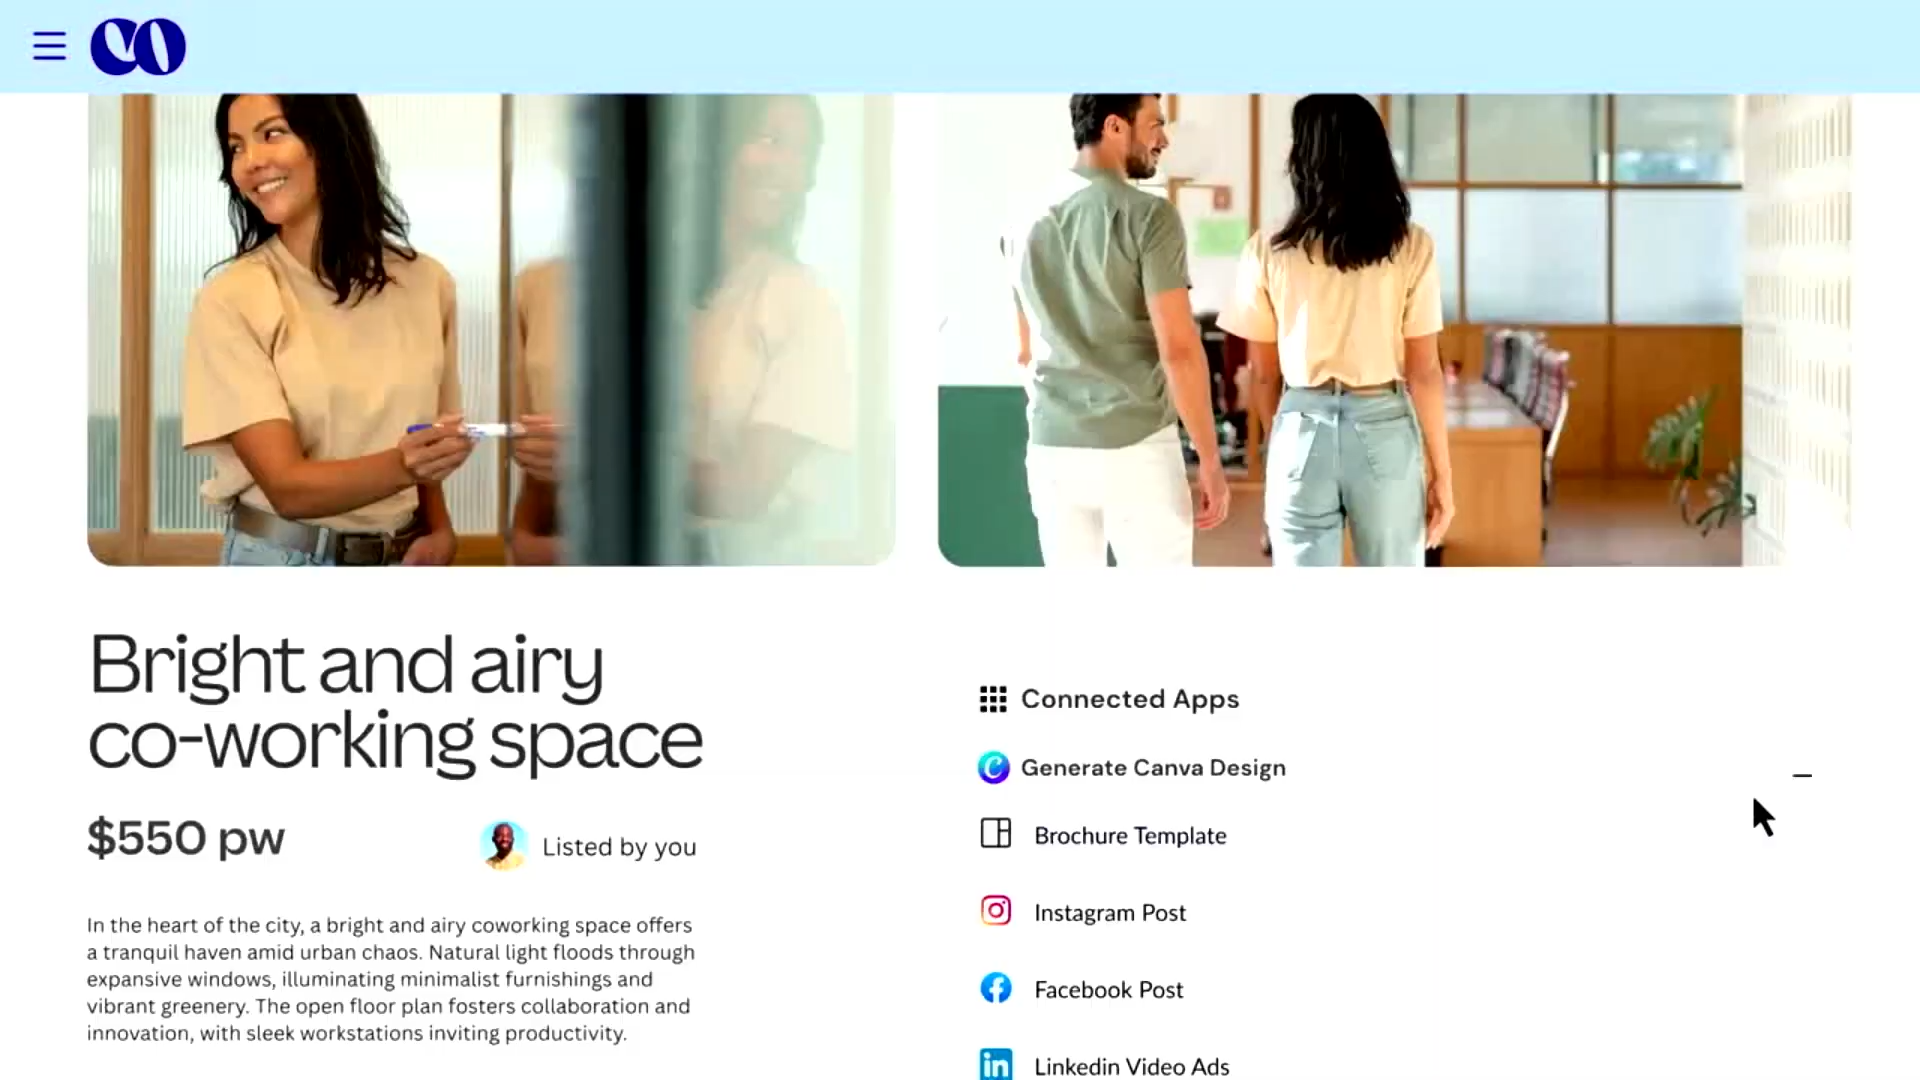 CO
Bright and airy
co-working space
$550 pw
Listed by you
In the heart of the city, a bright and airy coworking space offers
a tranquil haven amid urban chaos. Natural light floods through
expansive windows, illuminating minimalist furnishings and
vibrant greenery. The open floor plan fosters collaboration and
innovation, with sleek workstations inviting productivity.
Connected Apps
Generate Canva Design
Brochure Template
Instagram Post
Facebook Post
Linkedin Video Ads